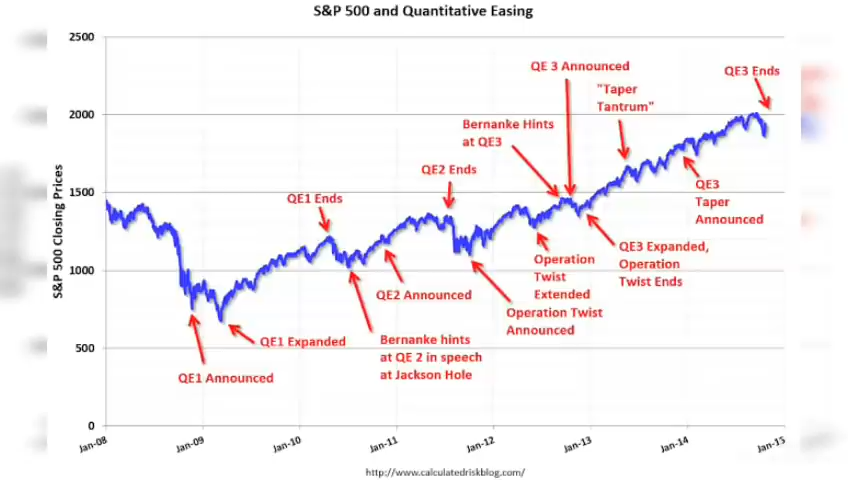 S&P 500 and Quantitative Easing
S&P 500 Closing Prices
2500
2000
1500
1000
500
0
Jan-08
Jan-09
Jan-10
Jan-11
Jan-12
Jan-13
Jan-14
Jan-15
QE1 Announced
QE1 Expanded
QE1 Ends
Bernanke hints
at QE 2 in speech
at Jackson Hole
QE2 Announced
QE2 Ends
Operation Twist
Announced
Operation
Twist
Extended
Bernanke Hints
at QE3
QE 3 Announced
QE3 Expanded,
Operation
Twist Ends
"Taper
Tantrum"
QE3
Taper
Announced
QE3 Ends
http://www.calculatedriskblog.com/